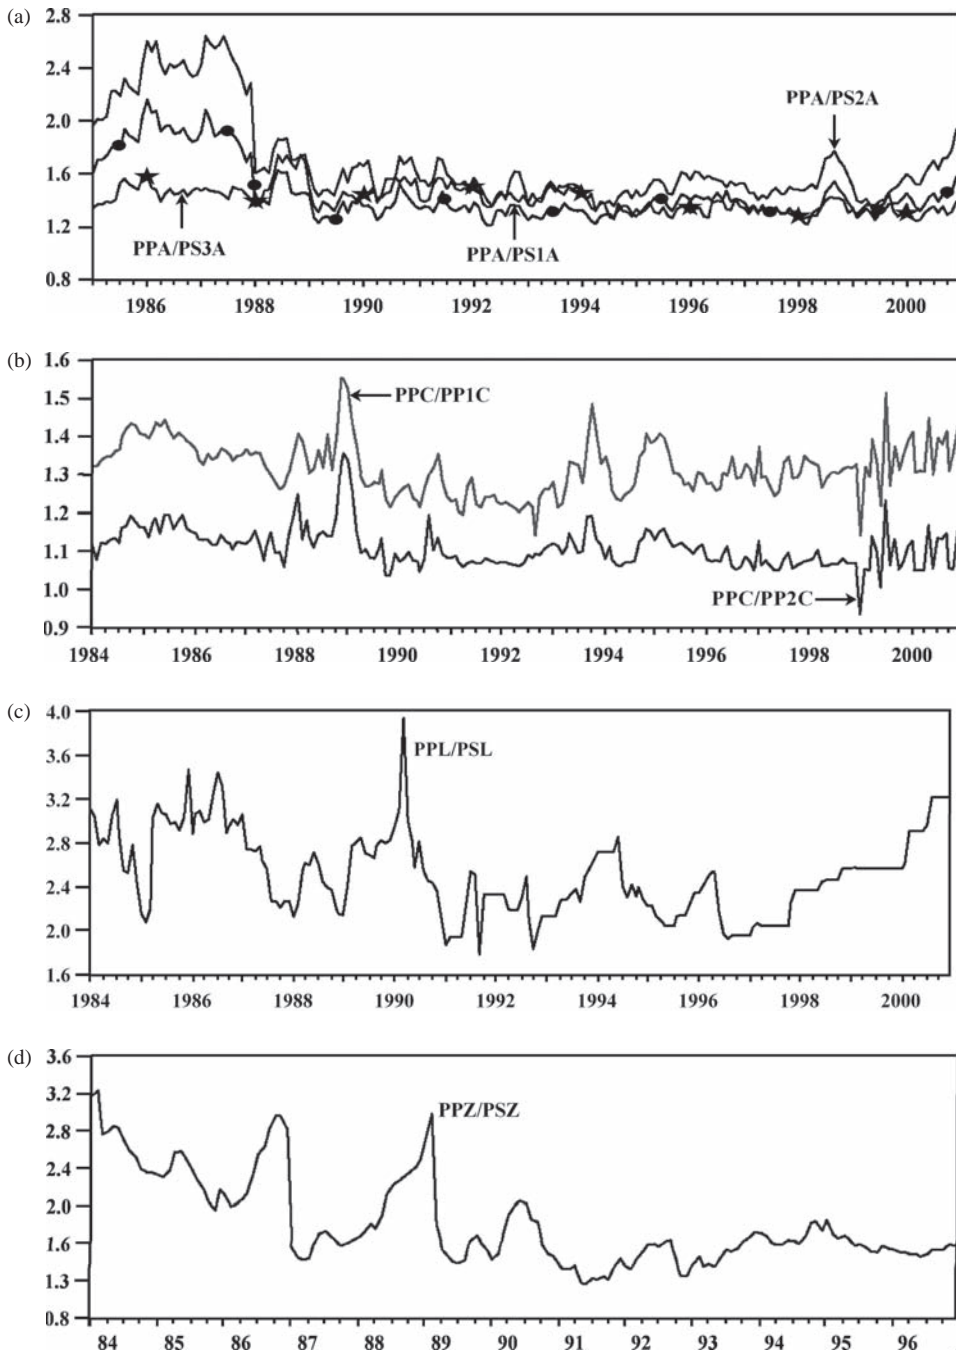 (a)
2.8
2.4
2.0
1.6
1.2
0.8
PPA/PS2A
PPA/PS3A
PPA/PS1A
1986 1988 1990 1992 1994 1996 1998 2000
(b)
1.6
1.5
1.4
1.3
1.2
1.1
1.0
0.9
PPC/PP1C
PPC/PP2C
1984 1986 1988 1990 1992 1994 1996 1998 2000
(c)
4.0
3.6
3.2
2.8
2.4
2.0
1.6
PPL/PSL
1984 1986 1988 1990 1992 1994 1996 1998 2000
(d)
3.6
3.2
2.8
2.4
2.0
1.6
1.3
0.8
PPZ/PSZ
84 85 86 87 88 89 90 91 92 93 94 95 96